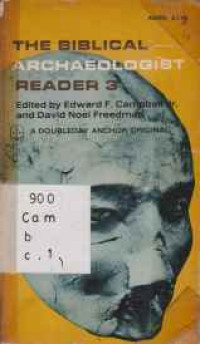 THE BIBLICAL
ARCHAEOLOGIST
READER 3
Edited by Edward F. Campbell Jr.
and David Noel Freedman
A DOUBLEDAY ANCHOR ORIGINAL
900
Cam
b
c.1